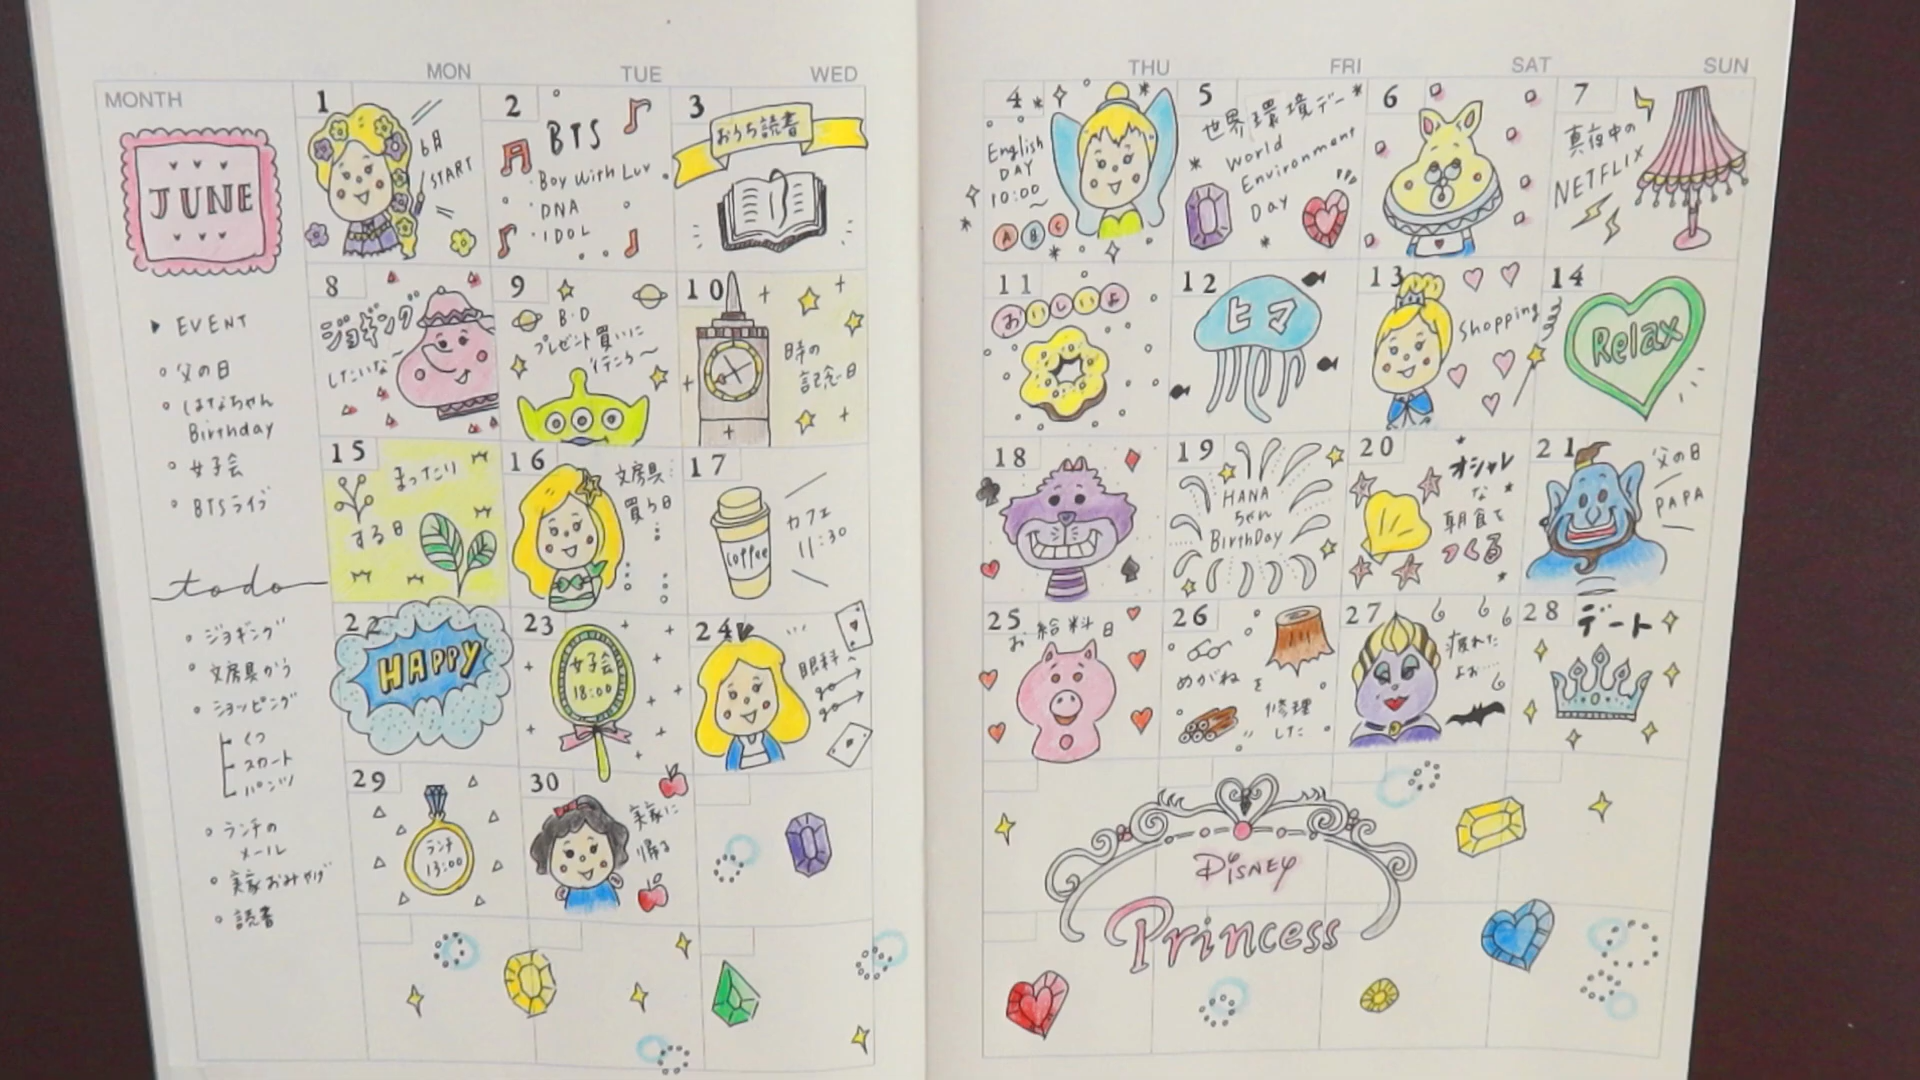 MON TUE WED THU FRI SAT SUN
MONTH
JUNE
EVENT
父の日
はなちゃん
Birthday
女子会
BTSライブ
todo
ジョギング
文房具かう
ショッピング
くつ
スカート
パンツ
ランチの
メール
実家おみやげ
読書
1
6月
START
2
BTS
・Boy With Luv
・DNA
・IDOL
3
おうち読書
4
English
DAY
10:00
~
A B C
5
世界環境デー
World
Environment
Day
6
7
真夜中の
NETFLIX
8
ジョギング
したいな~
9
B・D
プレゼント買いに
行こう~
10
時の
記念日
11
おいしいよ
12
ヒマ
13
Shopping
14
Relax
15
まったり
する日
16
文房具
買う日
17
Coffee
カフェ
11:30
18
19
HANA
ちゃん
BirthDay
20
オシャレ
な
朝食を
つくる
21
父の日
PAPA
22
HAPPY
23
女子会
18:00
24
眼科へ
go→
go→
25
お給料日
26
めがねを
修理
した
27
疲れた
よぉ…
28
デート
29
ランチ
13:00
30
実家に
帰る
Disney
Princess